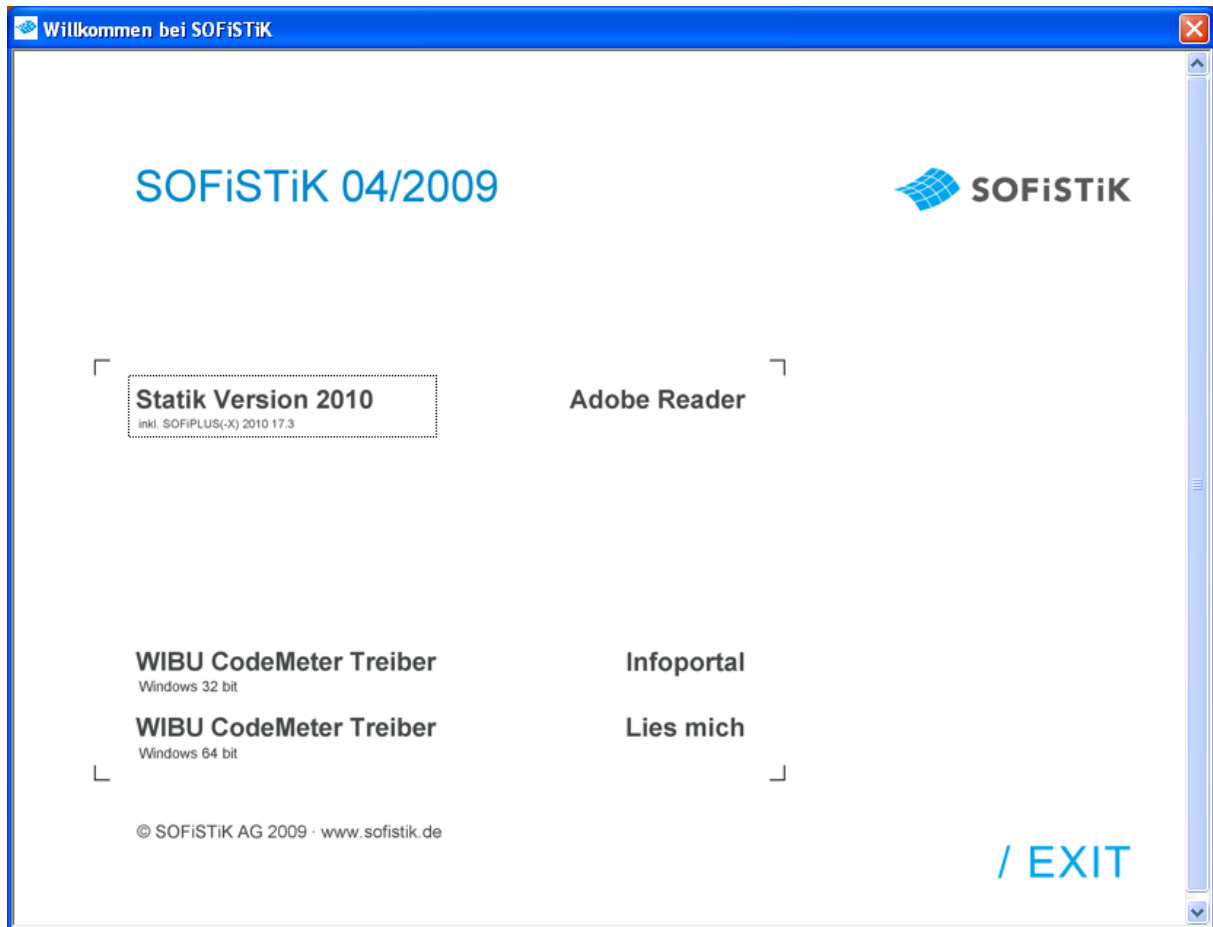 Willkommen bei SOFiSTiK
SOFiSTiK 04/2009
SOFiSTiK
Statik Version 2010
inkl. SOFiPLUS(-X) 2010 17.3
Adobe Reader
WIBU CodeMeter Treiber
Windows 32 bit
Infoportal
WIBU CodeMeter Treiber
Windows 64 bit
Lies mich
© SOFiSTiK AG 2009 · www.sofistik.de
/ EXIT